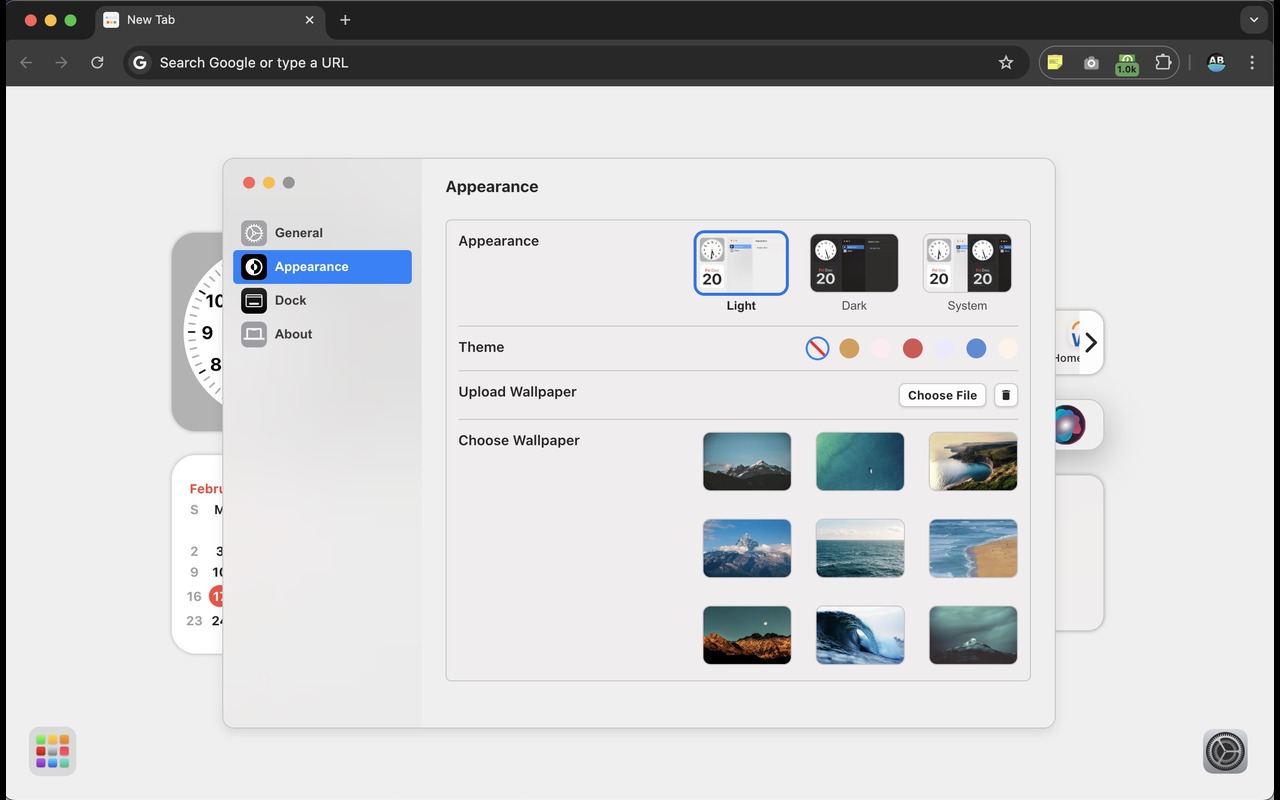 New Tab
Search Google or type a URL
1.0k
AB
Appearance
General
Appearance
Dock
About
Appearance
20
20
20
20
Light
Dark
System
Theme
Upload Wallpaper
Choose File
Choose Wallpaper
10
9
8
Febru
S M
2 3
9 10
16 17
23 24
Home